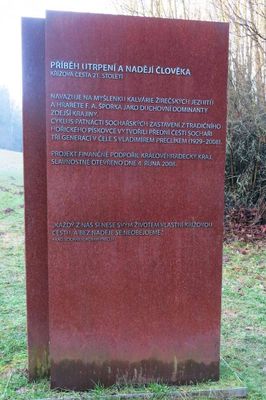 PŘÍBĚH UTRPENÍ A NADĚJÍ ČLOVĚKA
KŘÍŽOVÁ CESTA 21. STOLETÍ
NAVAZUJE NA MYŠLENKU KALVÁRIE ŽIREČSKÝCH JEZUITŮ
A HRABĚTE F. A. ŠPORKA JAKO DUCHOVNÍ DOMINANTY
ZDEJŠÍ KRAJINY.
CYKLUS PATNÁCTI SOCHAŘSKÝCH ZASTAVENÍ Z TRADIČNÍHO
HOŘICKÉHO PÍSKOVCE VYTVOŘILI PŘEDNÍ ČEŠTÍ SOCHAŘI
TŘÍ GENERACÍ V ČELE S VLADIMÍREM PRECLÍKEM (1929–2008).
PROJEKT FINANČNĚ PODPOŘIL KRÁLOVÉHRADECKÝ KRAJ,
SLAVNOSTNĚ OTEVŘENO DNE 4. ŘÍJNA 2008.
„KAŽDÝ Z NÁS SI NESE SVÝM ŽIVOTEM VLASTNÍ KŘÍŽOVOU
CESTU, A BEZ NADĚJE SE NEOBEJDEME."